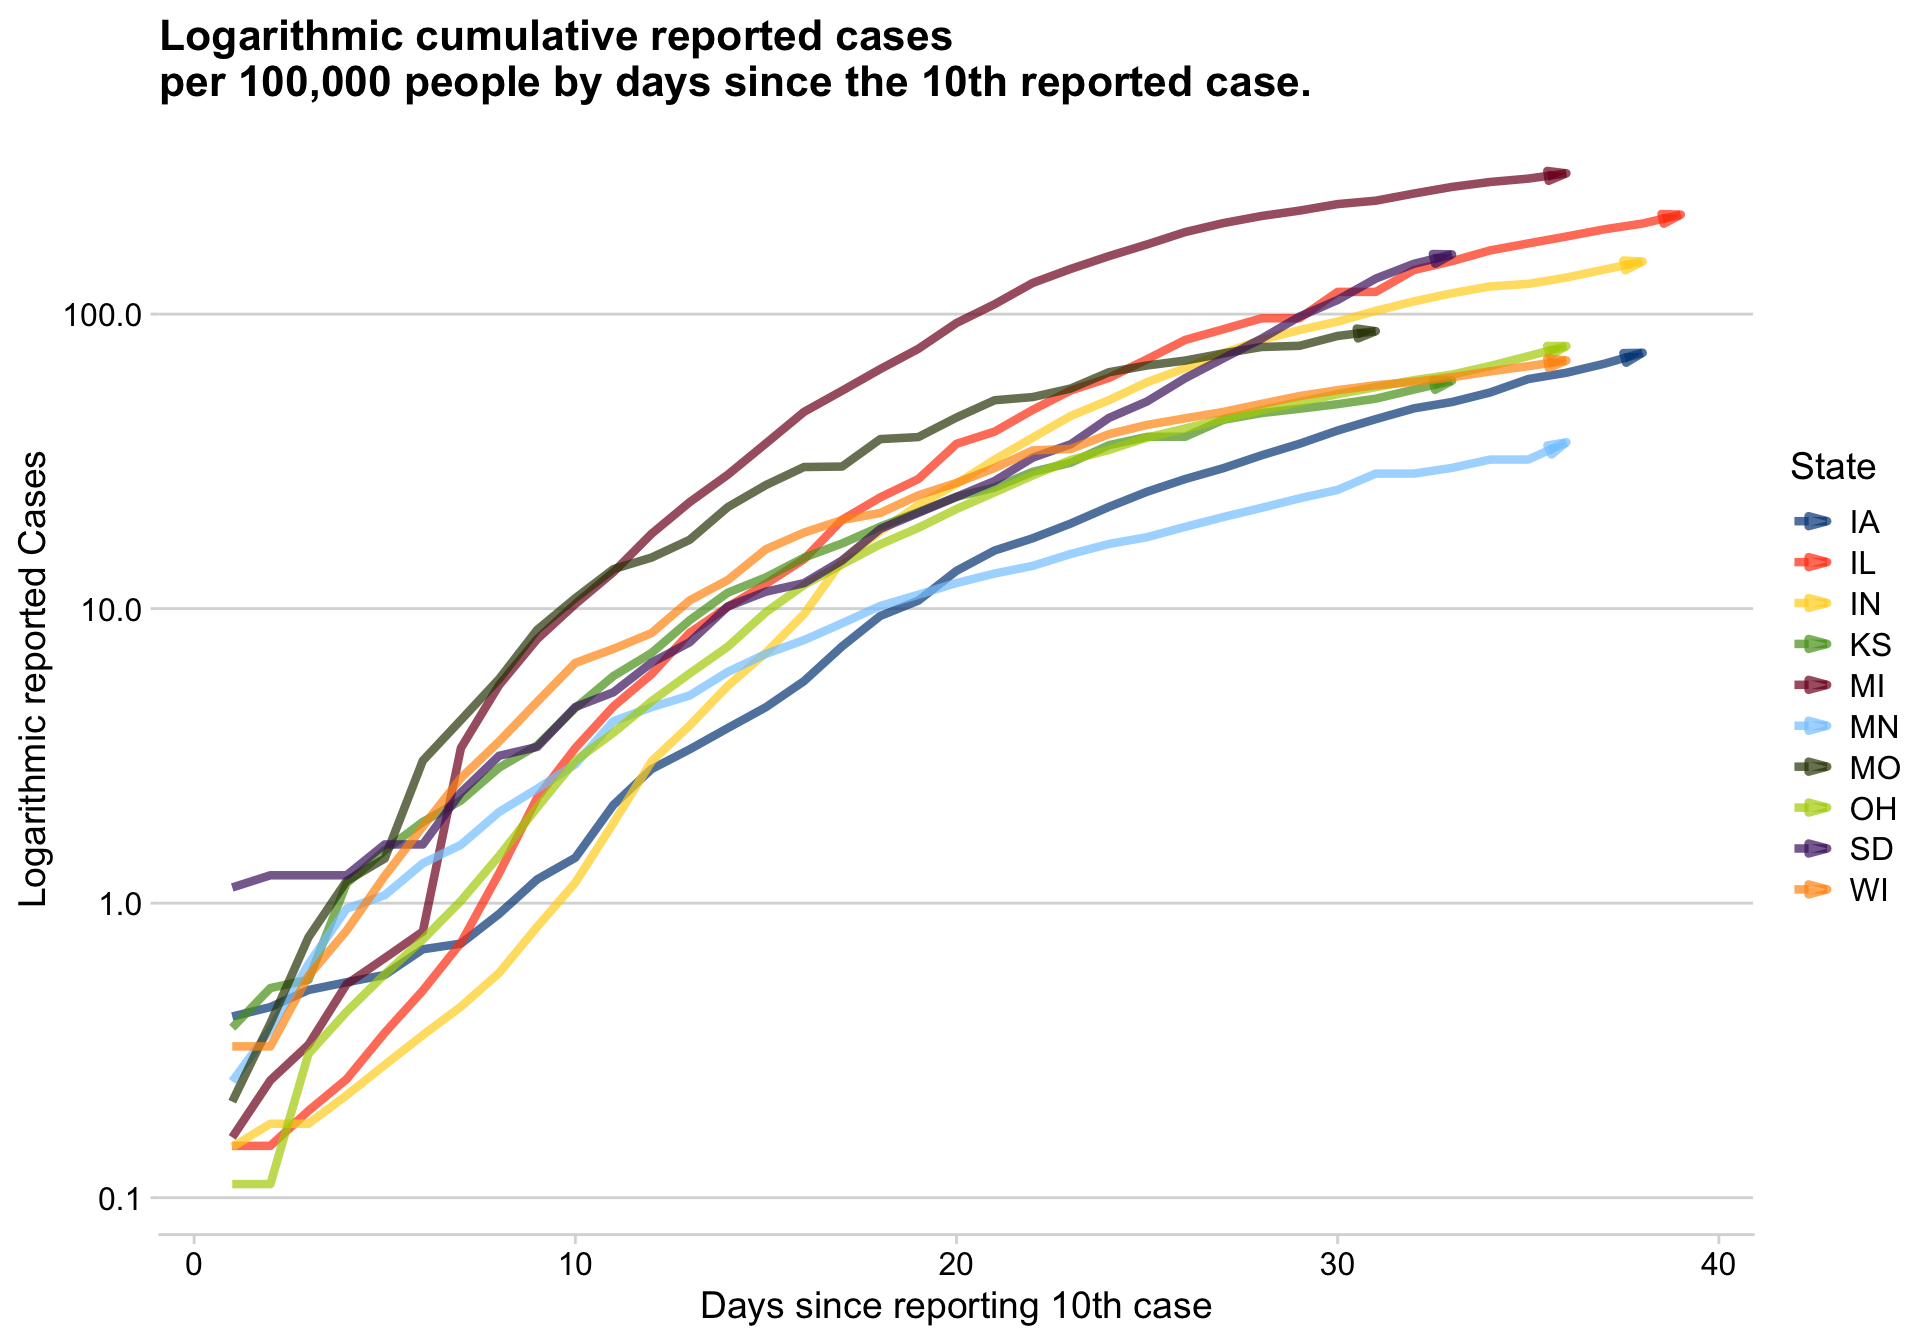 Logarithmic cumulative reported cases
per 100,000 people by days since the 10th reported case.
Logarithmic reported Cases
100.0
10.0
1.0
0.1
0
10
20
30
40
Days since reporting 10th case
State
IA
IL
IN
KS
MI
MN
MO
OH
SD
WI